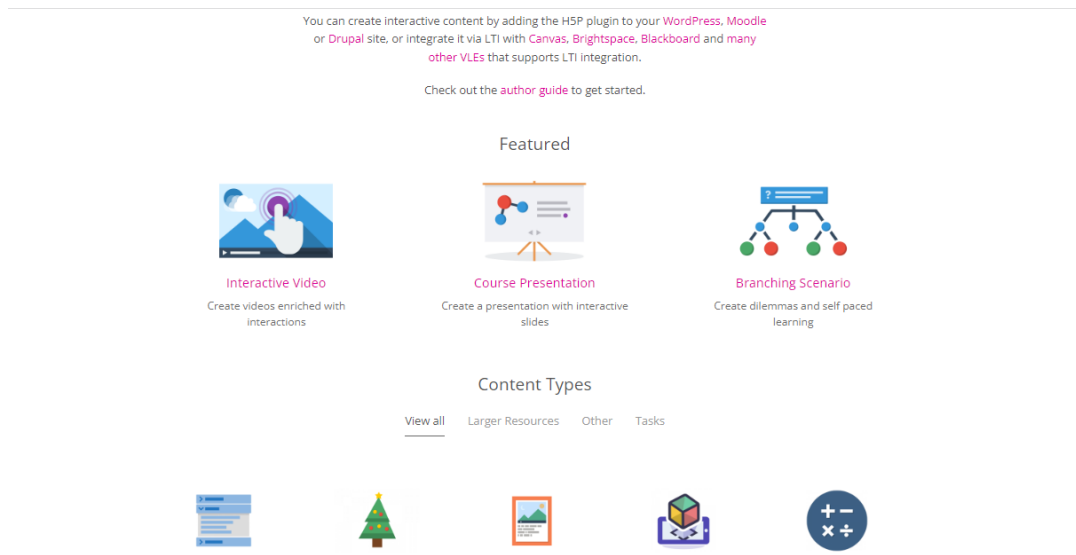 You can create interactive content by adding the H5P plugin to your WordPress, Moodle
or Drupal site, or integrate it via LTI with Canvas, Brightspace, Blackboard and many
other VLEs that supports LTI integration.
Check out the author guide to get started.
Featured
Interactive Video
Create videos enriched with
interactions
Course Presentation
Create a presentation with interactive
slides
?
Branching Scenario
Create dilemmas and self paced
learning
Content Types
View all Larger Resources Other Tasks
+ −
× ÷